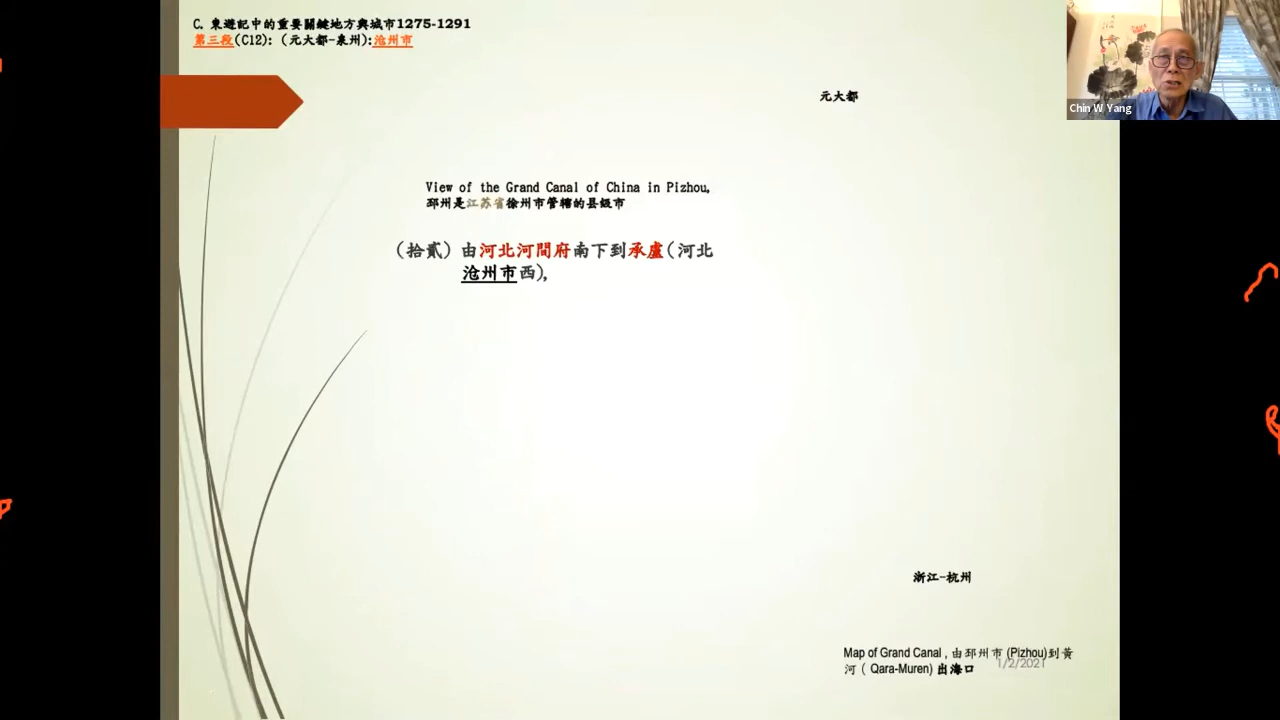 C. 東遊記中的重要關鍵地方與城市1275-1291
第三段(C12): (元大都-泉州):沧州市
元大都
Chin W Yang
View of the Grand Canal of China in Pizhou,
邳州是江苏省徐州市管辖的县级市
(拾貳) 由河北河間府南下到承盧(河北
沧州市西),
浙江-杭州
Map of Grand Canal , 由邳州市 (Pizhou)到黃
河 ( Qara-Muren) 出海口
1/2/2021